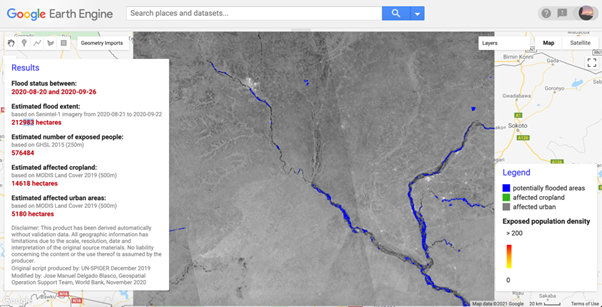 Google Earth Engine
Search places and datasets...
Geometry Imports
Layers
Map
Satellite
Results
Flood status between:
2020-08-20 and 2020-09-26
Estimated flood extent:
based on Senintel-1 imagery from 2020-08-21 to 2020-09-22
212983 hectares
Estimated number of exposed people:
based on GHSL 2015 (250m)
576484
Estimated affected cropland:
based on MODIS Land Cover 2019 (500m)
14618 hectares
Estimated affected urban areas:
based on MODIS Land Cover 2019 (500m)
5180 hectares
Disclaimer: This product has been derived automatically
without validation data. All geographic information has
limitations due to the scale, resolution, date and
interpretation of the original source materials. No liability
concerning the content or the use thereof is assumed by the
producer.
Original script produced by: UN-SPIDER December 2019
Modified by: Jose Manuel Delgado Blasco, Geospatial
Operation Support Team, World Bank, November 2020
Birnin Konni
Gwadabawa
Goronyo
Sokoto
Legend
potentially flooded areas
affected cropland
affected urban
Exposed population density
> 200
0
Map data ©2021 Google
20 km
Terms of Use